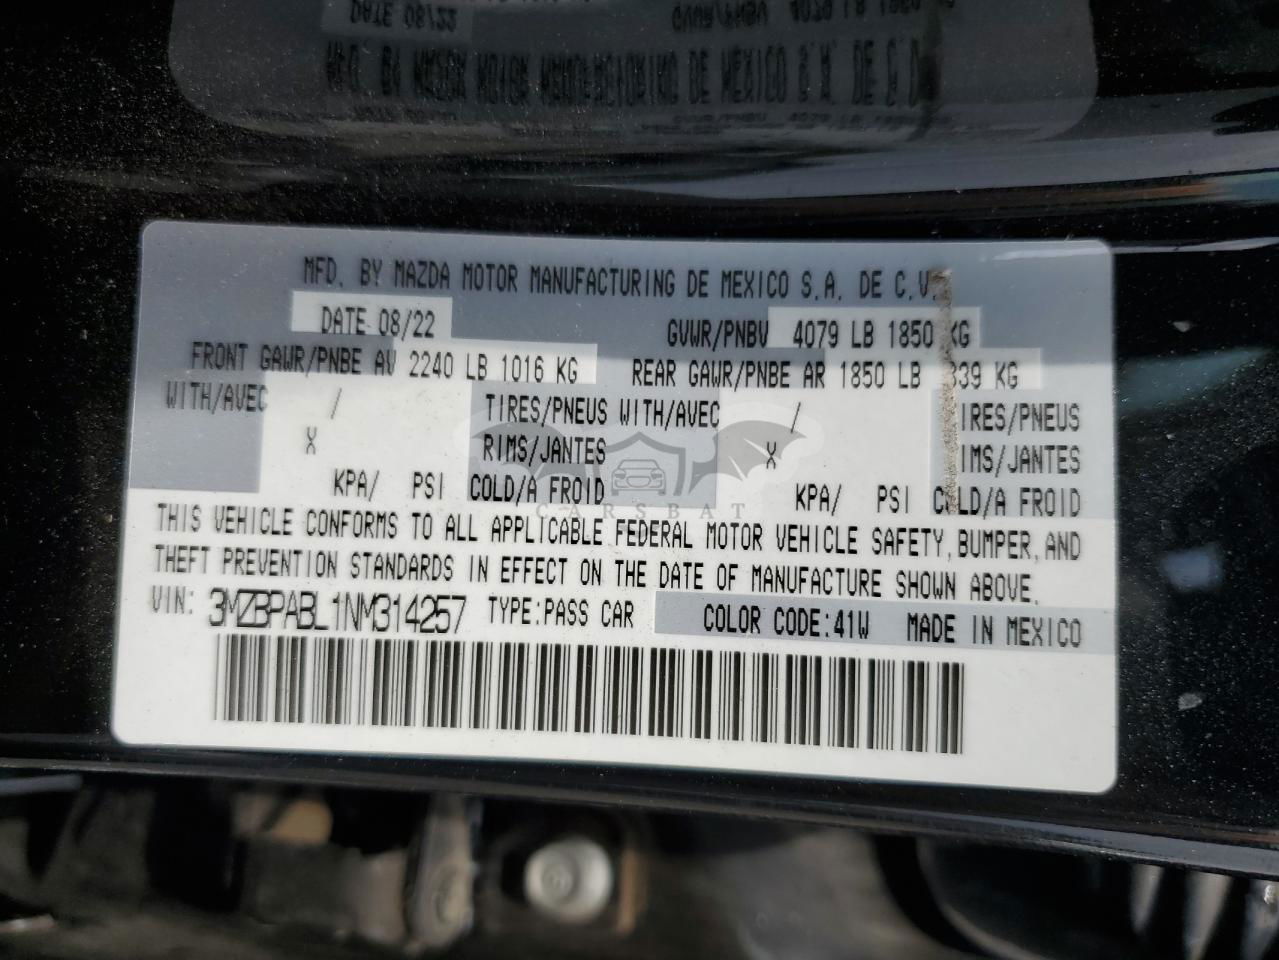 MFD. BY MAZDA MOTOR MANUFACTURING DE MEXICO S.A. DE C.V.
DATE 08/22 GVWR/PNBV 4079 LB 1850 KG
FRONT GAWR/PNBE AV 2240 LB 1016 KG REAR GAWR/PNBE AR 1850 LB 839 KG
WITH/AVEC / TIRES/PNEUS WITH/AVEC / TIRES/PNEUS
X RIMS/JANTES X RIMS/JANTES
KPA/ PSI COLD/A FROID KPA/ PSI COLD/A FROID
CARSBAT
THIS VEHICLE CONFORMS TO ALL APPLICABLE FEDERAL MOTOR VEHICLE SAFETY, BUMPER, AND
THEFT PREVENTION STANDARDS IN EFFECT ON THE DATE OF MANUFACTURE SHOWN ABOVE.
VIN: 3MZBPABL1NM314257 TYPE:PASS CAR COLOR CODE:41W MADE IN MEXICO